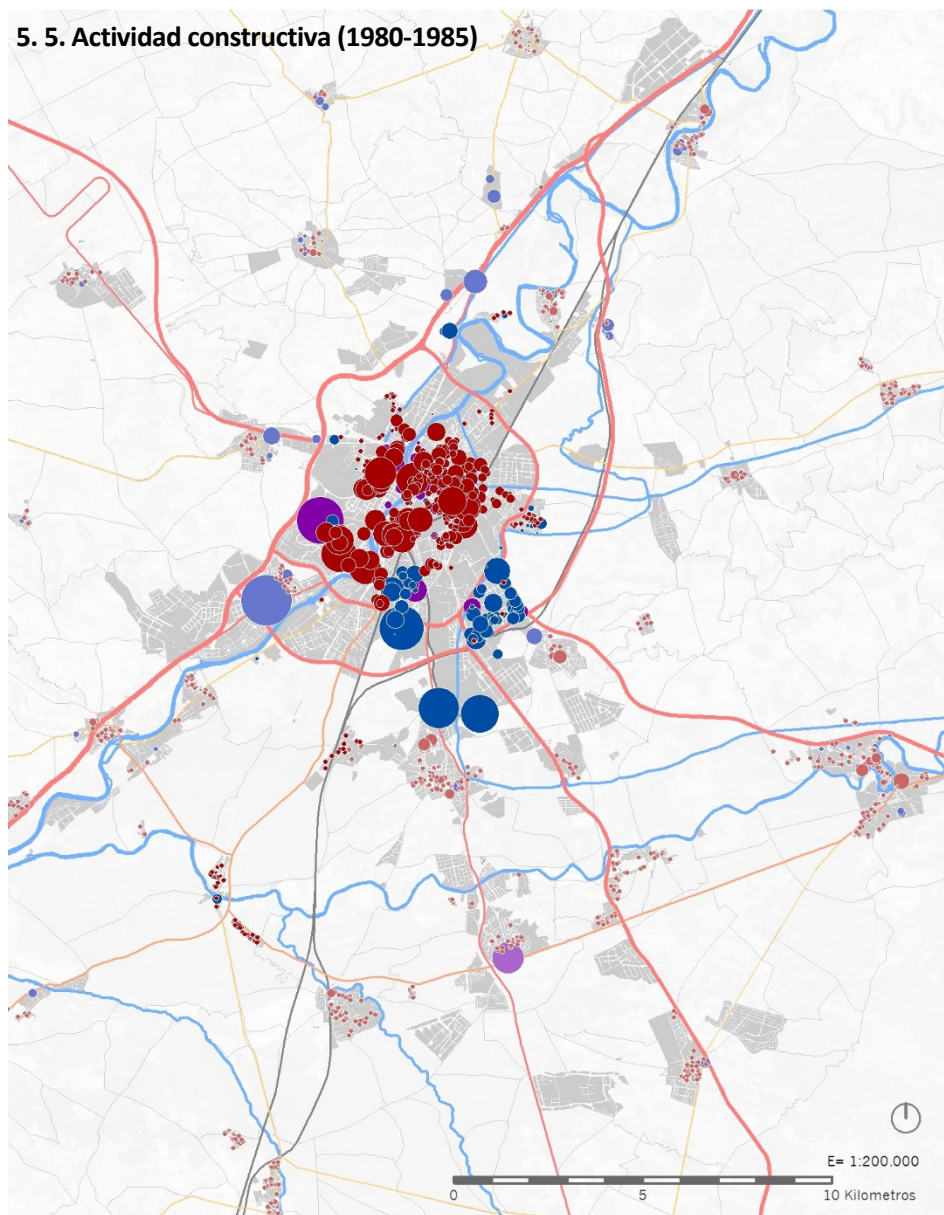 5. 5. Actividad constructiva (1980-1985)
E= 1:200.000
0 5 10 Kilometros